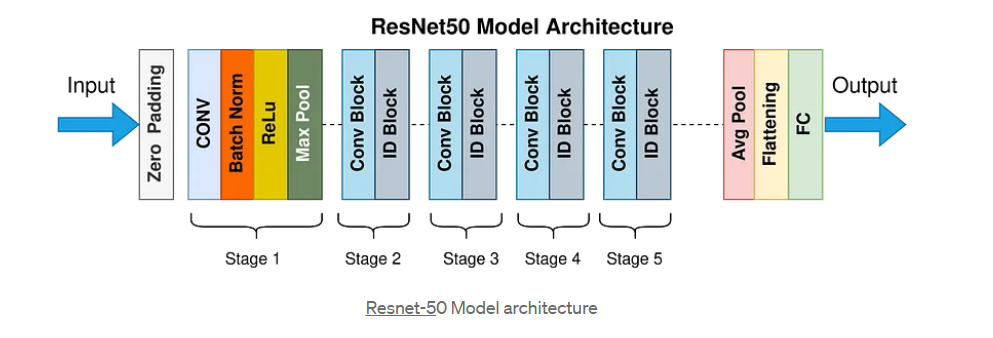 ResNet50 Model Architecture
Input
Zero Padding
CONV
Batch Norm
ReLu
Max Pool
Conv Block
ID Block
Conv Block
ID Block
Conv Block
ID Block
Conv Block
ID Block
Avg Pool
Flattening
FC
Output
Stage 1
Stage 2
Stage 3
Stage 4
Stage 5
Resnet-50 Model architecture